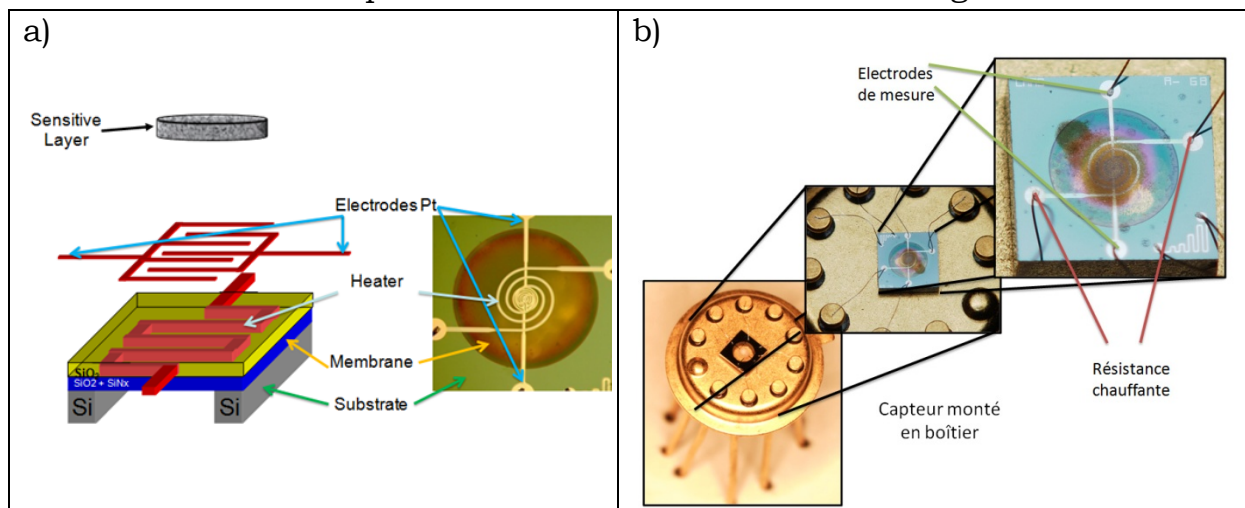 a)
Sensitive
Layer
Electrodes Pt
Heater
Membrane
SiO2 + SiNx
Substrate
Si
Si
b)
Electrodes
de mesure
Résistance
chauffante
Capteur monté
en boîtier